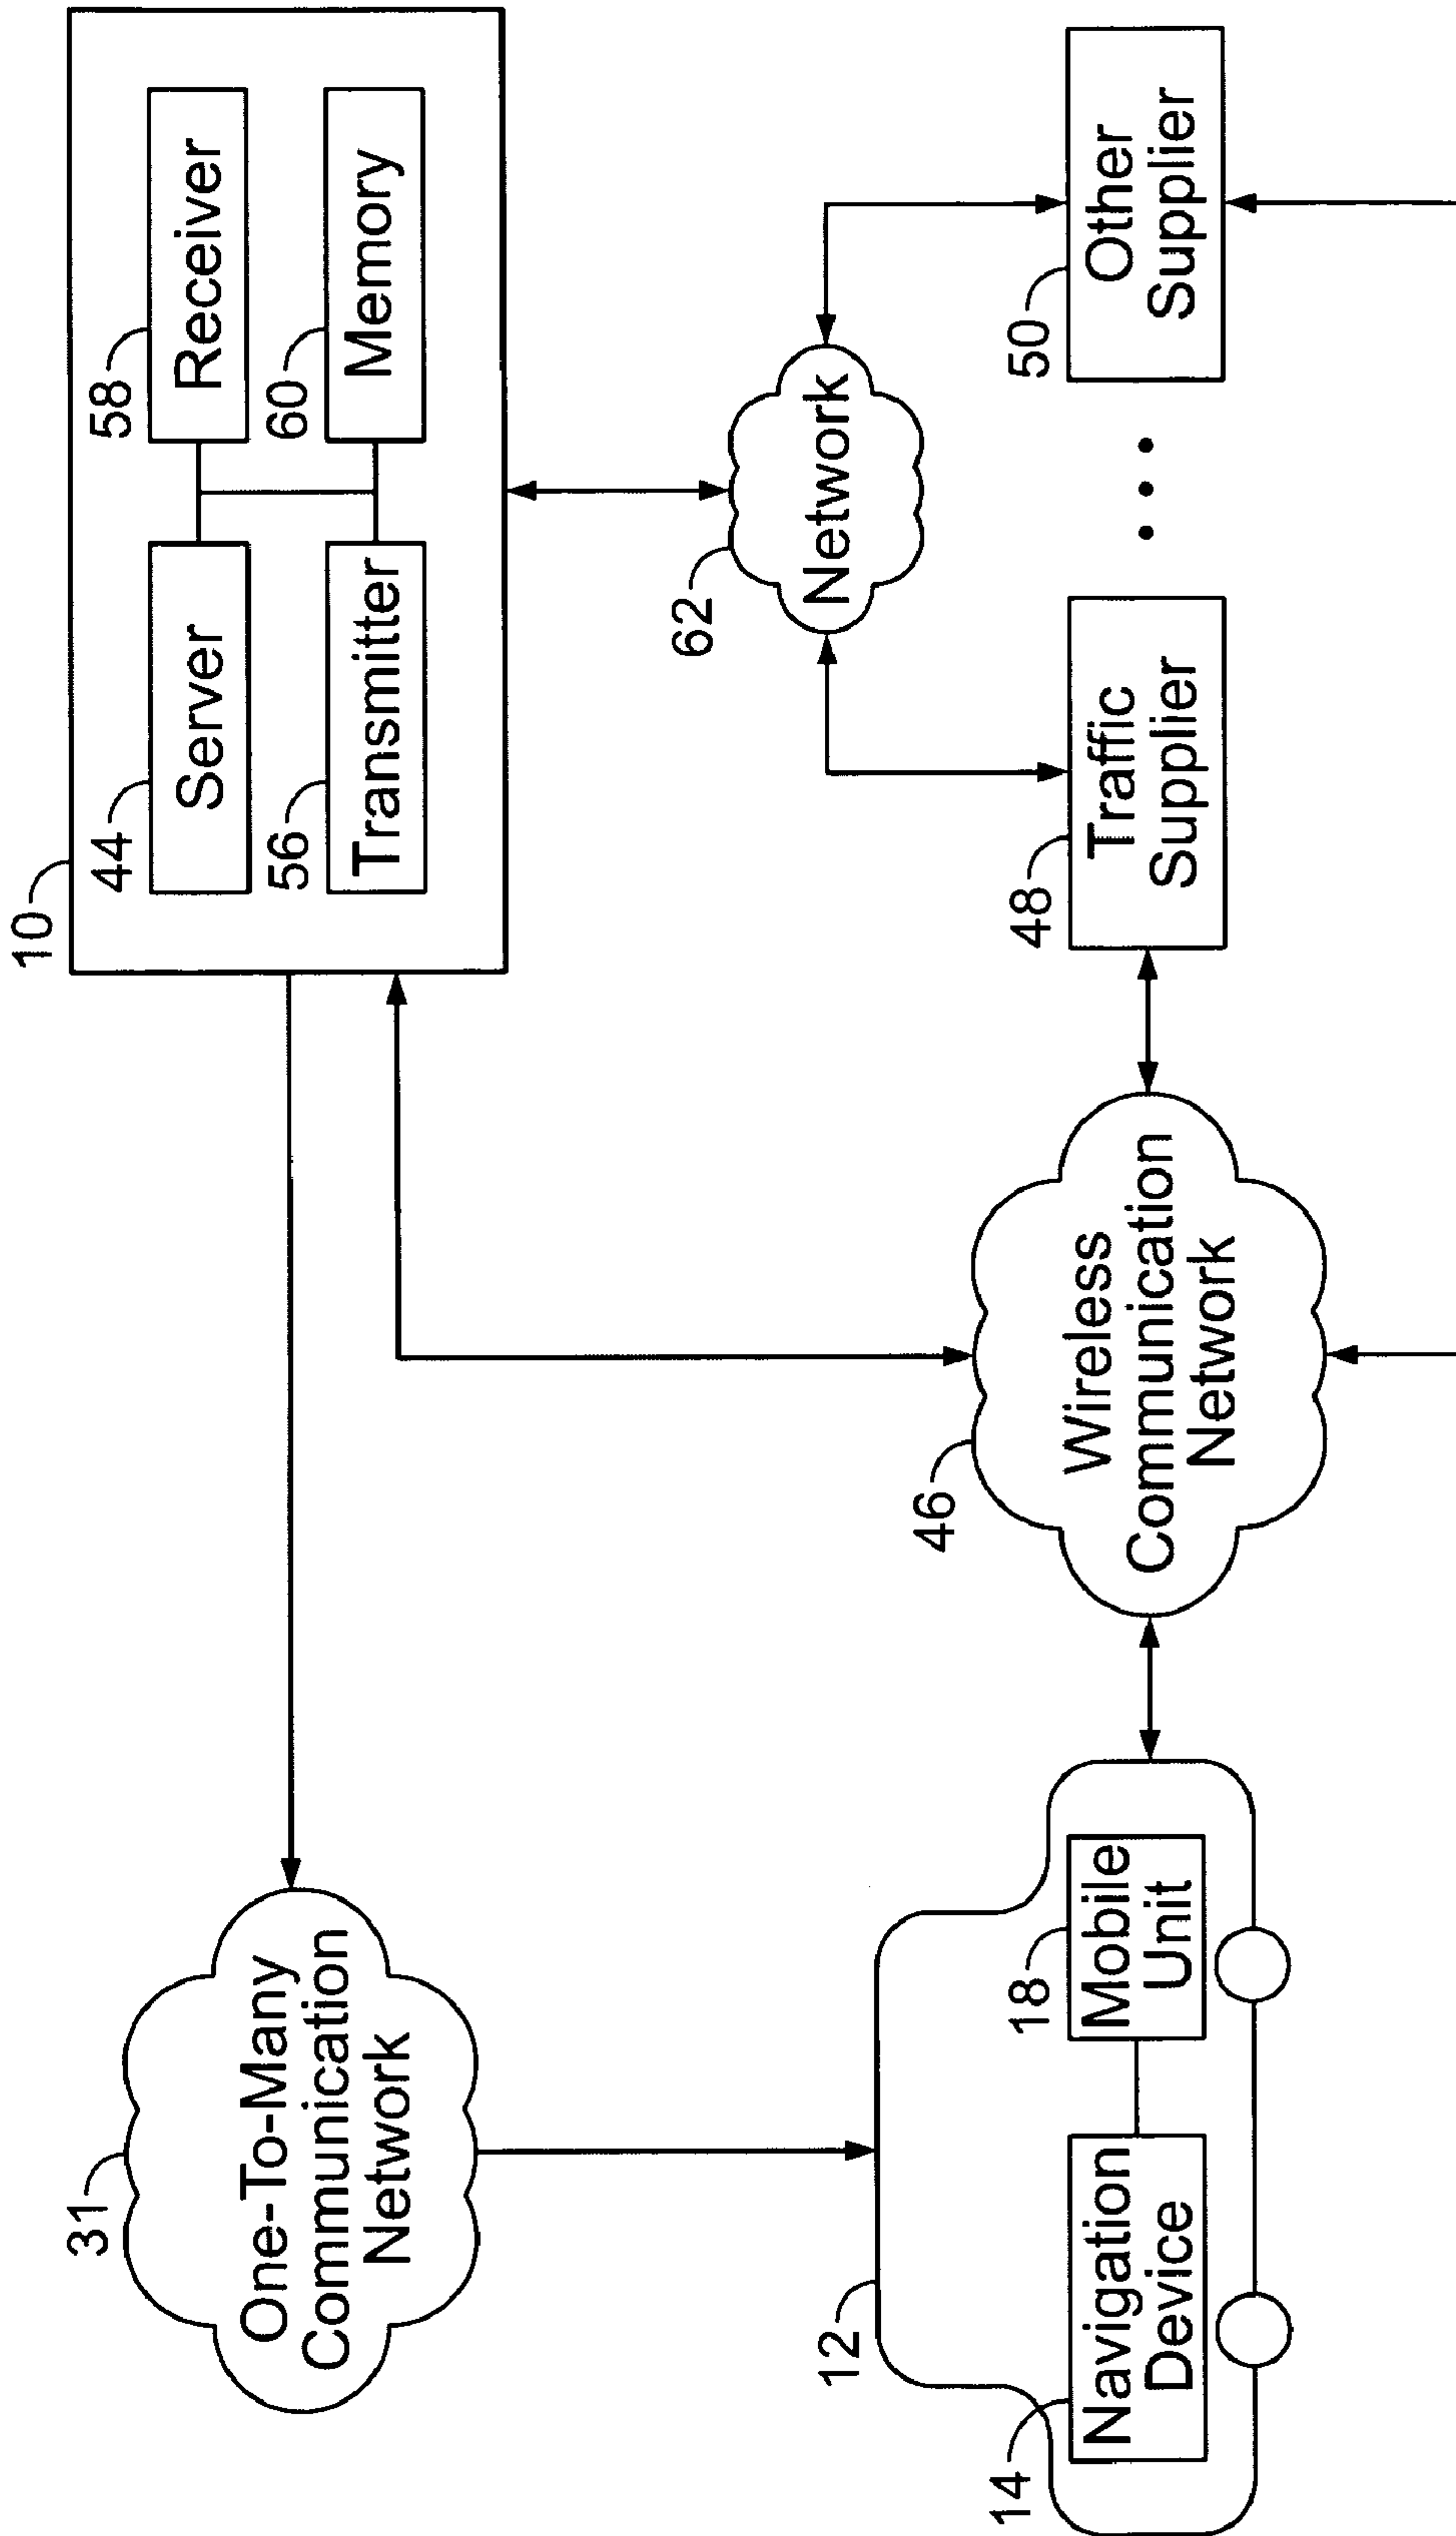 10
44
Server
58
Receiver
56
Transmitter
60
Memory
31
One-To-Many
Communication
Network
62
Network
12
14
Navigation
Device
18
Mobile
Unit
46
Wireless
Communication
Network
48
Traffic
Supplier
50
Other
Supplier